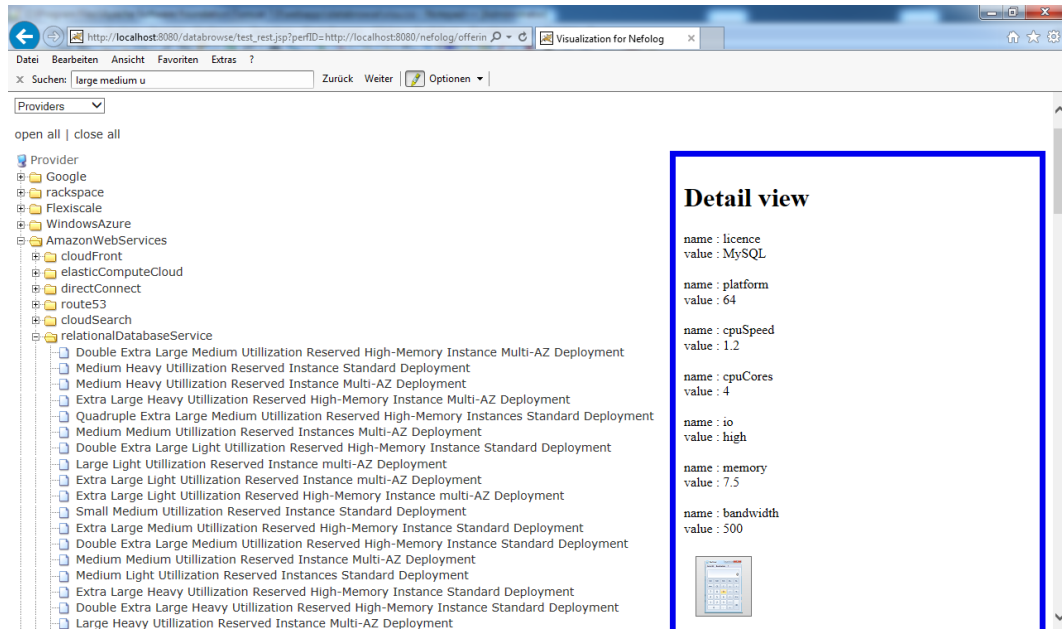 http://localhost:8080/databrowse/test_rest.jsp?perfID=http://localhost:8080/nefolog/offerin
Visualization for Nefolog
Datei Bearbeiten Ansicht Favoriten Extras ?
Suchen: large medium u Zurück Weiter Optionen
Providers
open all | close all
Provider
Google
rackspace
Flexiscale
WindowsAzure
AmazonWebServices
cloudFront
elasticComputeCloud
directConnect
route53
cloudSearch
relationalDatabaseService
Double Extra Large Medium Utillization Reserved High-Memory Instance Multi-AZ Deployment
Medium Heavy Utillization Reserved Instance Standard Deployment
Medium Heavy Utillization Reserved Instance Multi-AZ Deployment
Extra Large Heavy Utillization Reserved High-Memory Instance Multi-AZ Deployment
Quadruple Extra Large Medium Utillization Reserved High-Memory Instances Standard Deployment
Medium Medium Utillization Reserved Instances Multi-AZ Deployment
Double Extra Large Light Utillization Reserved High-Memory Instance Standard Deployment
Large Light Utillization Reserved Instance multi-AZ Deployment
Extra Large Light Utillization Reserved Instance multi-AZ Deployment
Extra Large Light Utillization Reserved High-Memory Instance multi-AZ Deployment
Small Medium Utillization Reserved Instance Standard Deployment
Extra Large Medium Utillization Reserved High-Memory Instance Standard Deployment
Double Extra Large Medium Utillization Reserved High-Memory Instance Standard Deployment
Medium Medium Utillization Reserved Instance Multi-AZ Deployment
Medium Light Utillization Reserved Instances Standard Deployment
Extra Large Heavy Utillization Reserved High-Memory Instance Standard Deployment
Double Extra Large Heavy Utillization Reserved High-Memory Instance Standard Deployment
Large Heavy Utillization Reserved Instance Multi-AZ Deployment
Detail view
name : licence
value : MySQL
name : platform
value : 64
name : cpuSpeed
value : 1.2
name : cpuCores
value : 4
name : io
value : high
name : memory
value : 7.5
name : bandwidth
value : 500